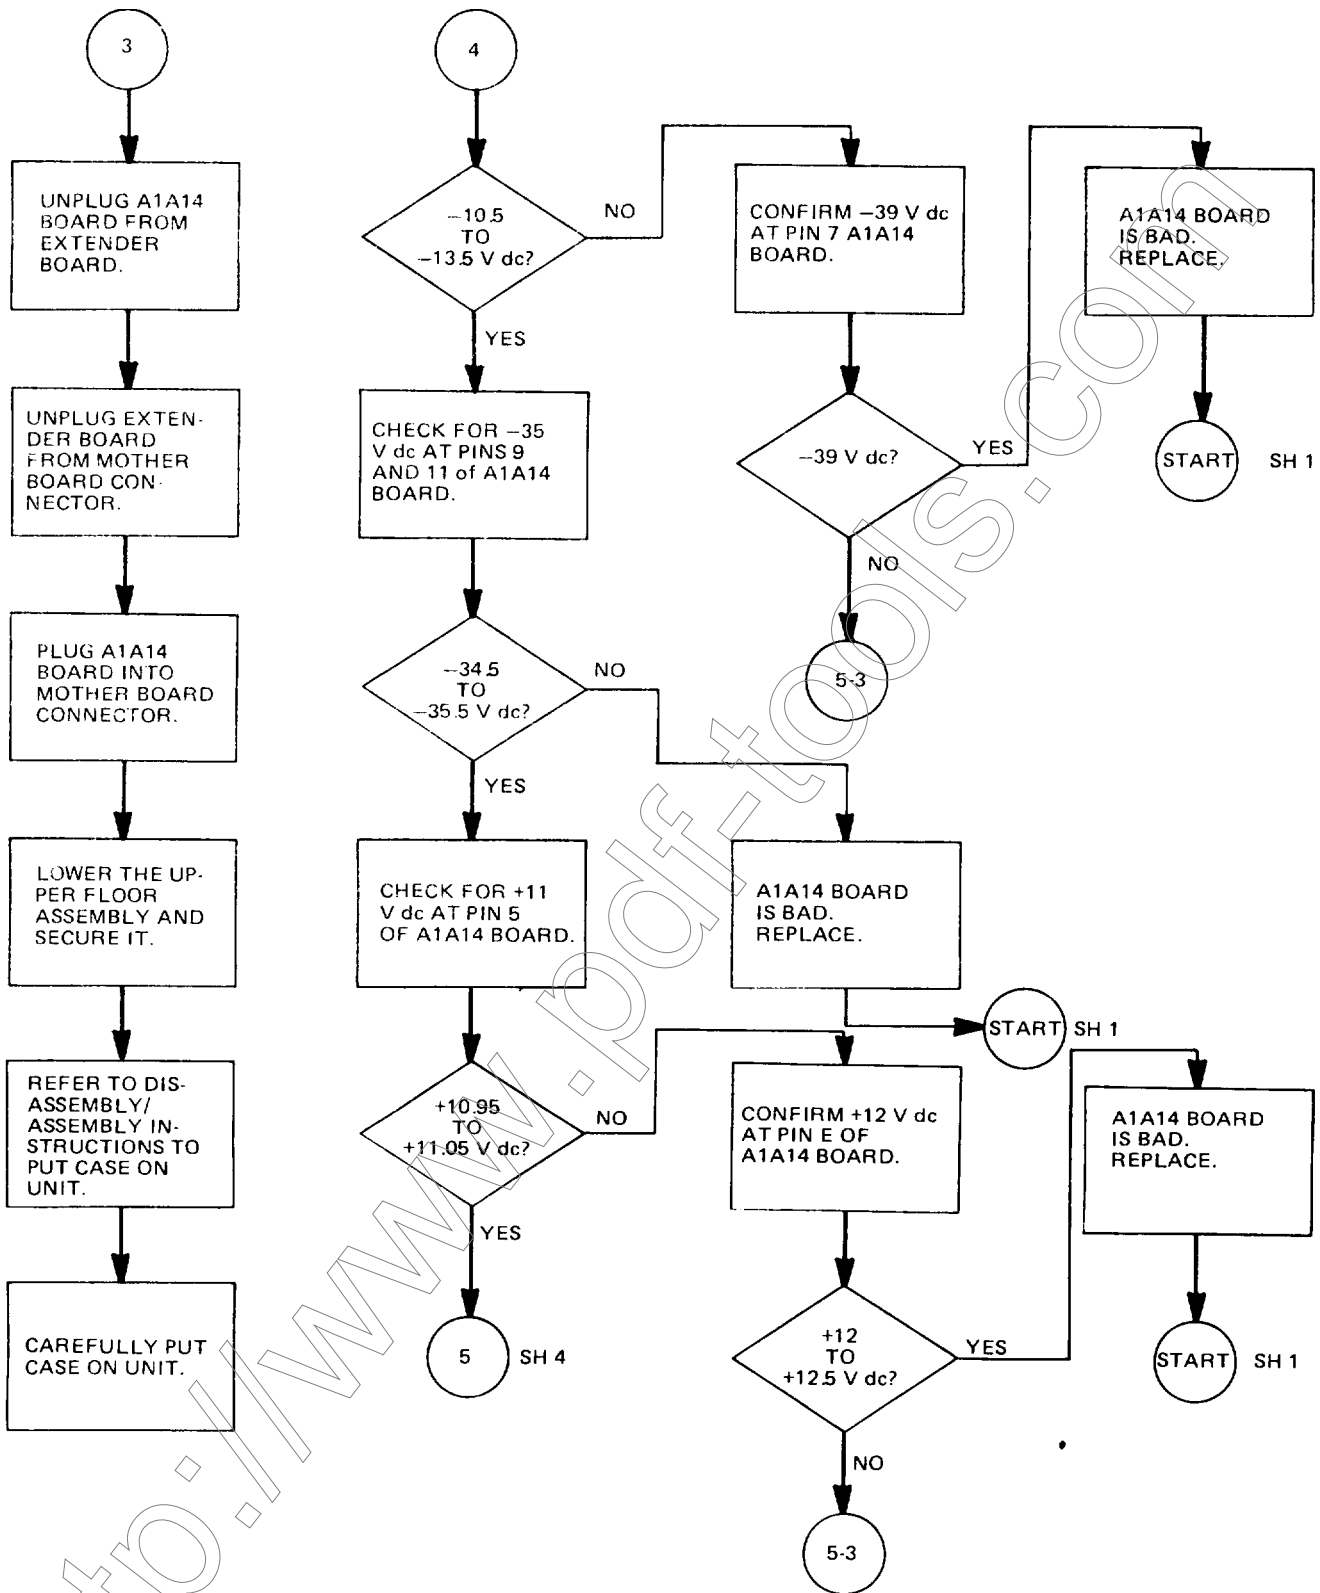 3
UNPLUG A1A14
BOARD FROM
EXTENDER
BOARD.
UNPLUG EXTEN-
DER BOARD
FROM MOTHER
BOARD CON-
NECTOR.
PLUG A1A14
BOARD INTO
MOTHER BOARD
CONNECTOR.
LOWER THE UP-
PER FLOOR
ASSEMBLY AND
SECURE IT.
REFER TO DIS-
ASSEMBLY/
ASSEMBLY IN-
STRUCTIONS TO
PUT CASE ON
UNIT.
CAREFULLY PUT
CASE ON UNIT.
4
—10.5
TO
—13.5 V dc?
NO
YES
CONFIRM —39 V dc
AT PIN 7 A1A14
BOARD.
—39 V dc?
YES
NO
A1A14 BOARD
IS BAD.
REPLACE.
START SH 1
5-3
CHECK FOR —35
V dc AT PINS 9
AND 11 of A1A14
BOARD.
—34.5
TO
—35.5 V dc?
NO
YES
A1A14 BOARD
IS BAD.
REPLACE.
START SH 1
CHECK FOR +11
V dc AT PIN 5
OF A1A14 BOARD.
+10.95
TO
+11.05 V dc?
NO
YES
5 SH 4
CONFIRM +12 V dc
AT PIN E OF
A1A14 BOARD.
+12
TO
+12.5 V dc?
YES
NO
A1A14 BOARD
IS BAD.
REPLACE.
START SH 1
5-3
tp://www.pdf-tools.com